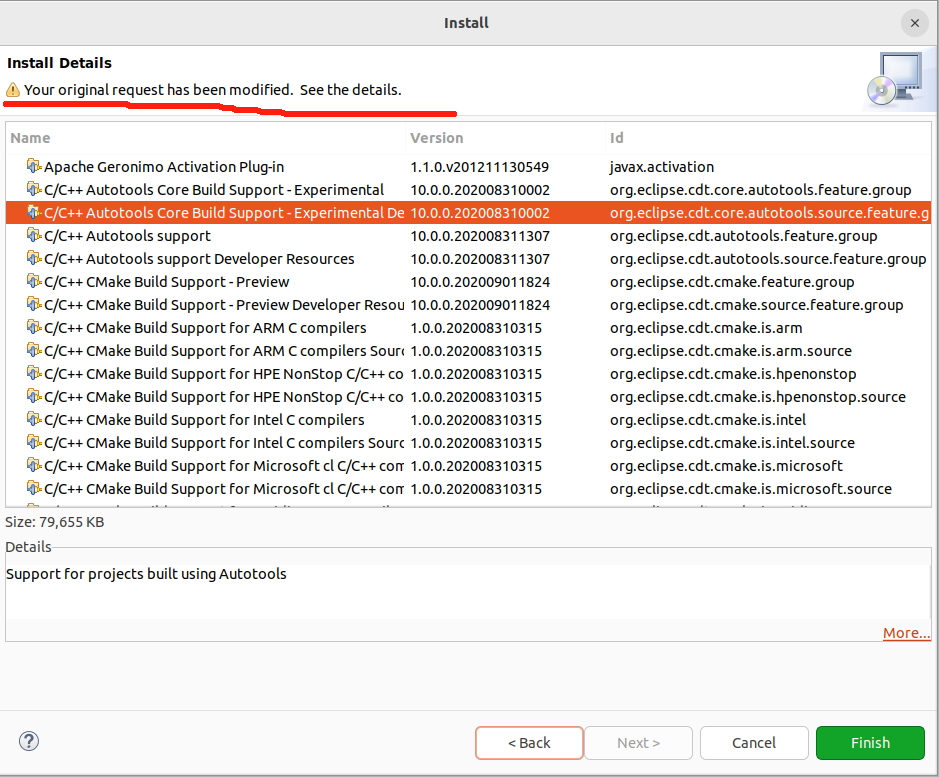 Install
Install Details
Your original request has been modified. See the details.
Name Version Id
Apache Geronimo Activation Plug-in 1.1.0.v201211130549 javax.activation
C/C++ Autotools Core Build Support - Experimental 10.0.0.202008310002 org.eclipse.cdt.core.autotools.feature.group
C/C++ Autotools Core Build Support - Experimental De 10.0.0.202008310002 org.eclipse.cdt.core.autotools.source.feature.g
C/C++ Autotools support 10.0.0.202008311307 org.eclipse.cdt.autotools.feature.group
C/C++ Autotools support Developer Resources 10.0.0.202008311307 org.eclipse.cdt.autotools.source.feature.group
C/C++ CMake Build Support - Preview 10.0.0.202009011824 org.eclipse.cdt.cmake.feature.group
C/C++ CMake Build Support - Preview Developer Resou 10.0.0.202009011824 org.eclipse.cdt.cmake.source.feature.group
C/C++ CMake Build Support for ARM C compilers 1.0.0.202008310315 org.eclipse.cdt.cmake.is.arm
C/C++ CMake Build Support for ARM C compilers Sourc 1.0.0.202008310315 org.eclipse.cdt.cmake.is.arm.source
C/C++ CMake Build Support for HPE NonStop C/C++ co 1.0.0.202008310315 org.eclipse.cdt.cmake.is.hpenonstop
C/C++ CMake Build Support for HPE NonStop C/C++ co 1.0.0.202008310315 org.eclipse.cdt.cmake.is.hpenonstop.source
C/C++ CMake Build Support for Intel C compilers 1.0.0.202008310315 org.eclipse.cdt.cmake.is.intel
C/C++ CMake Build Support for Intel C compilers Sourc 1.0.0.202008310315 org.eclipse.cdt.cmake.is.intel.source
C/C++ CMake Build Support for Microsoft cl C/C++ com 1.0.0.202008310315 org.eclipse.cdt.cmake.is.microsoft
C/C++ CMake Build Support for Microsoft cl C/C++ com 1.0.0.202008310315 org.eclipse.cdt.cmake.is.microsoft.source
Size: 79,655 KB
Details
Support for projects built using Autotools
More...
< Back Next > Cancel Finish